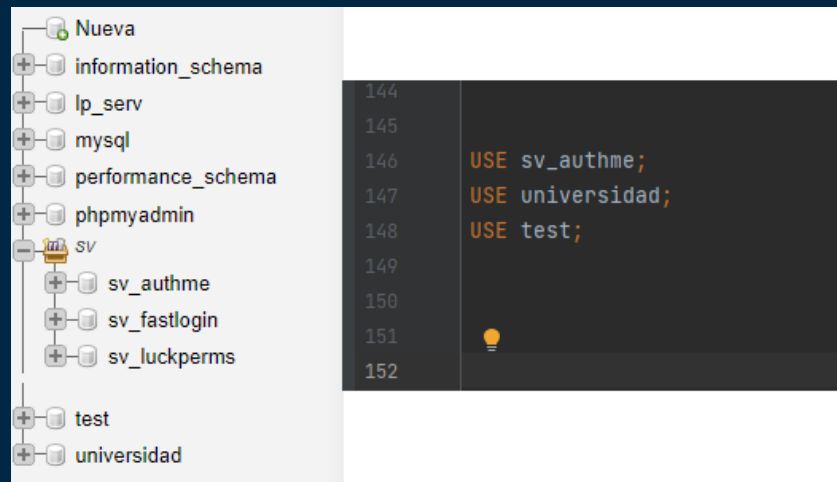 Nueva
information_schema
lp_serv
mysql
performance_schema
phpmyadmin
sv
sv_authme
sv_fastlogin
sv_luckperms
test
universidad
144
145
146 USE sv_authme;
147 USE universidad;
148 USE test;
149
150
151
152